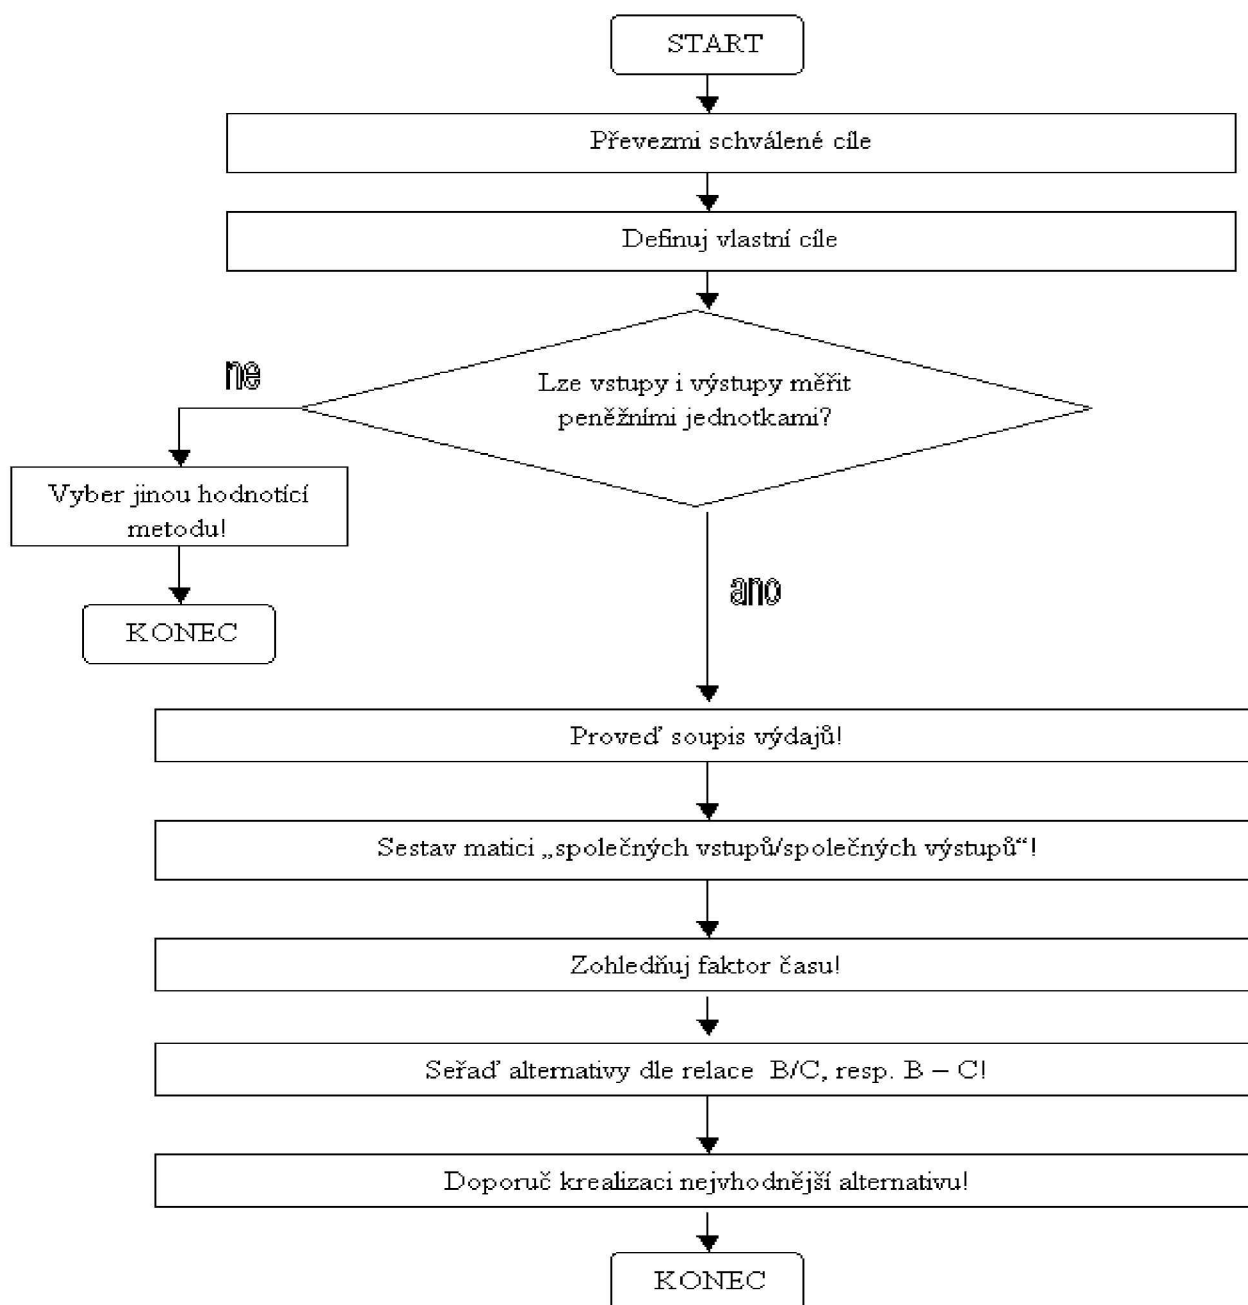 START
Převezmi schválené cíle
Definuj vlastní cíle
Lze vstupy i výstupy měřit
peněžními jednotkami?
ne
Vyber jinou hodnotící
metodu!
KONEC
ano
Proveď soupis výdajů!
Sestav matici „společných vstupů/společných výstupů“!
Zohledňuj faktor času!
Seřaď alternativy dle relace B/C, resp. B – C!
Doporuč krealizaci nejvhodnější alternativu!
KONEC